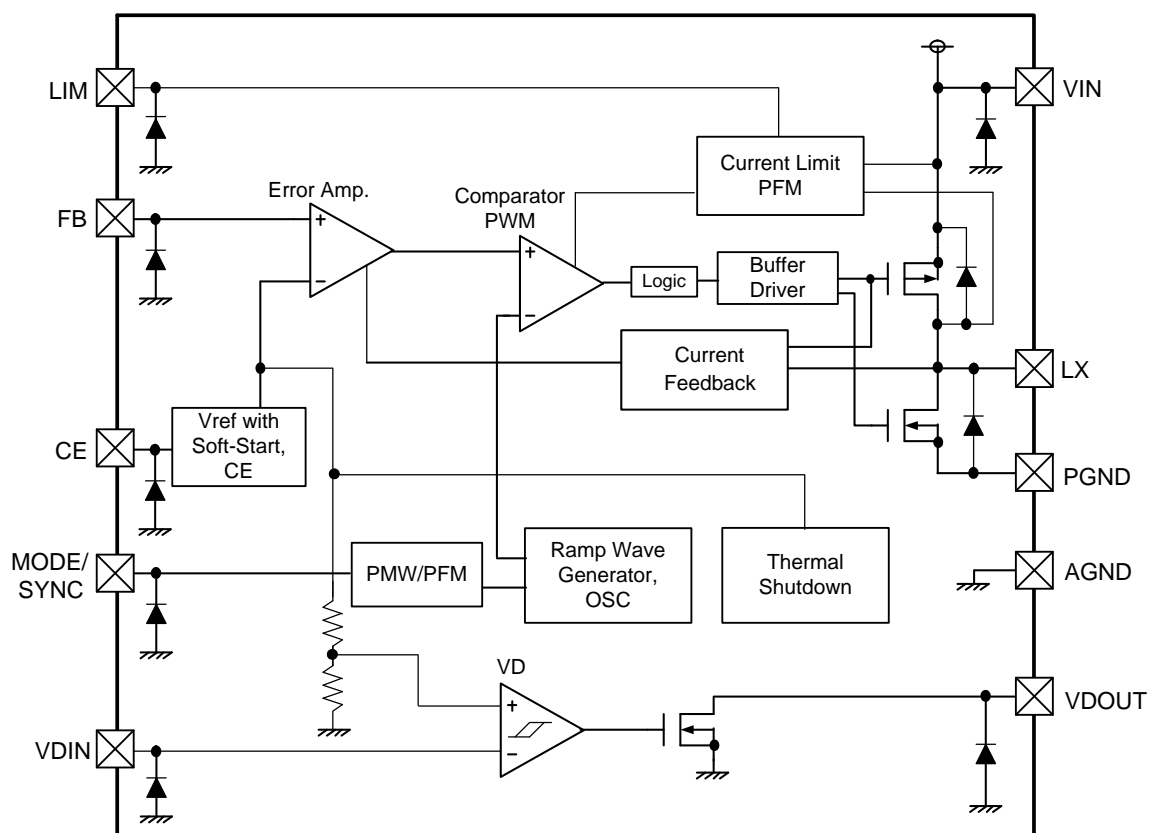 LIM
VIN
Current Limit
PFM
Error Amp.
Comparator
PWM
FB
+
−
+
−
Logic
Buffer
Driver
Current
Feedback
LX
Vref with
Soft-Start,
CE
CE
PGND
MODE/
SYNC
PMW/PFM
Ramp Wave
Generator,
OSC
Thermal
Shutdown
AGND
VD
+
−
VDOUT
VDIN